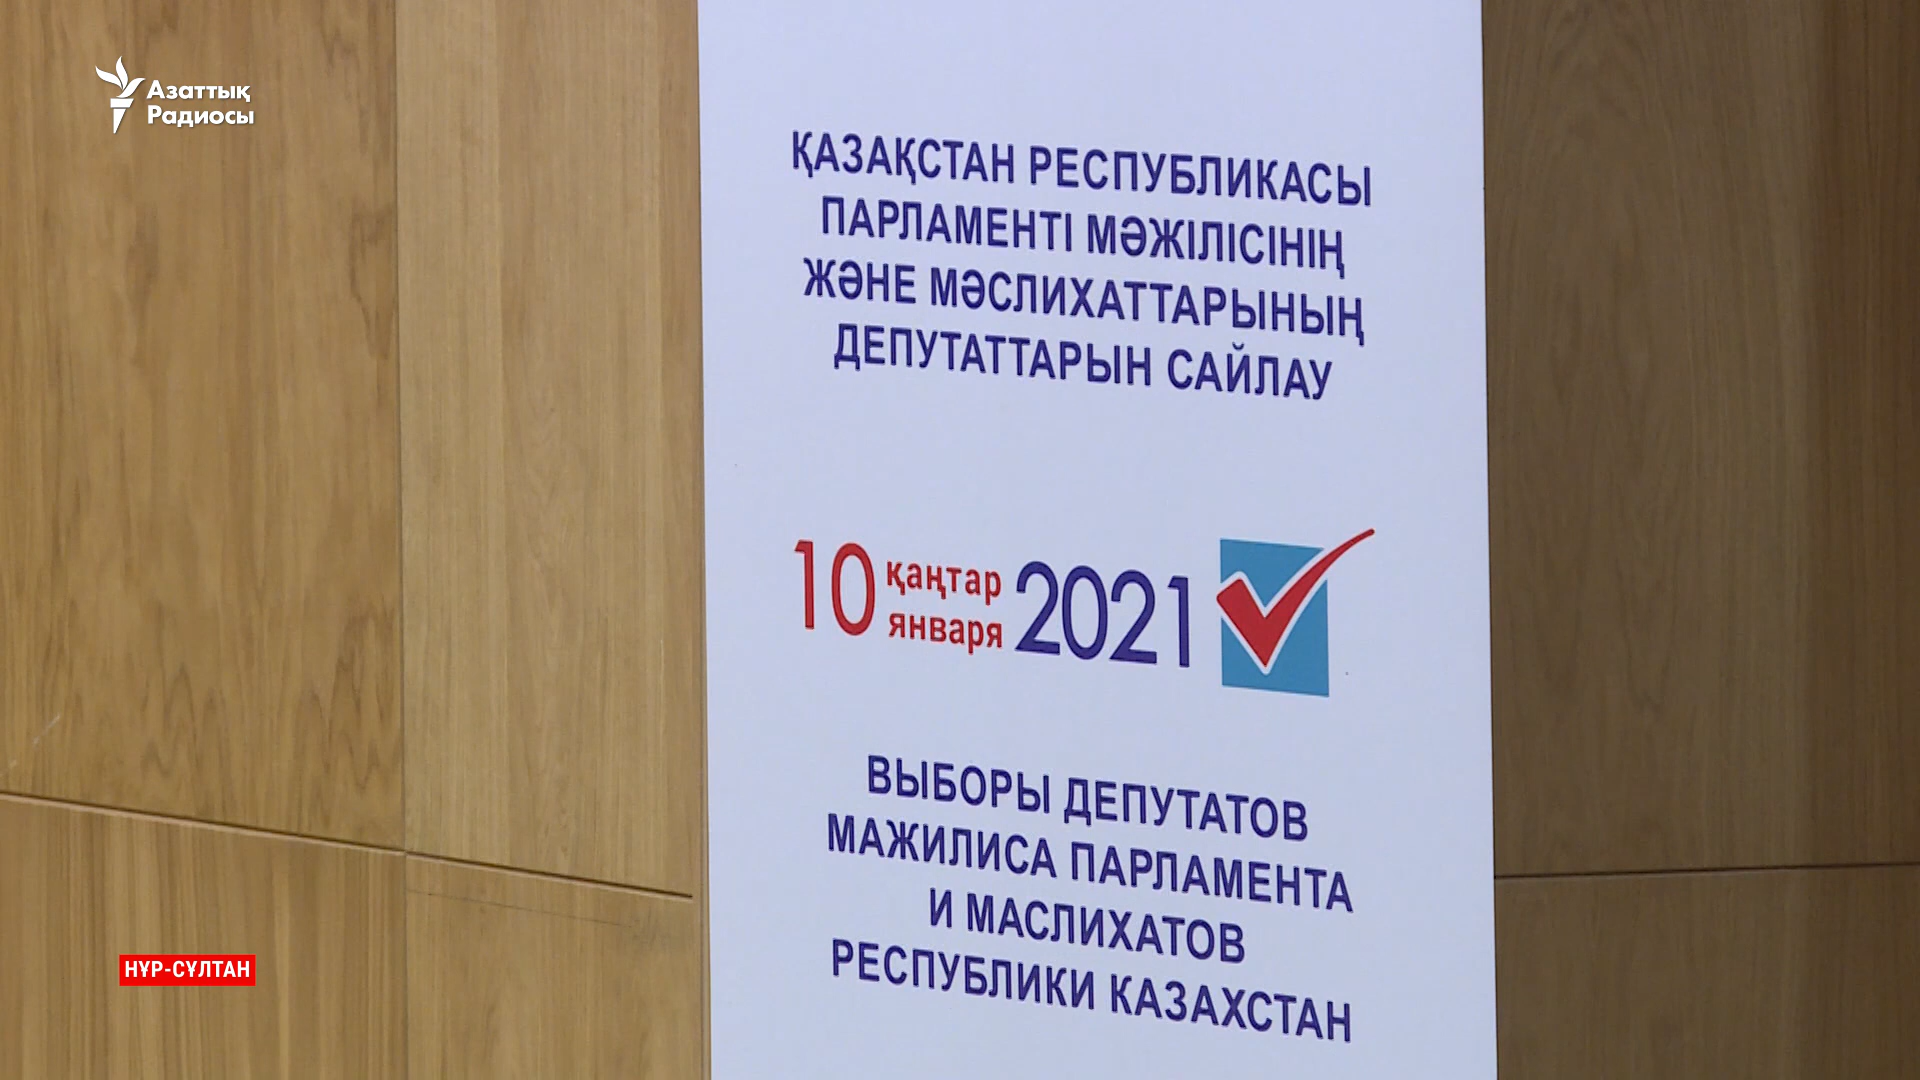 Азаттық
Радиосы
ҚАЗАҚСТАН РЕСПУБЛИКАСЫ
ПАРЛАМЕНТІ МӘЖІЛІСІНІҢ
ЖӘНЕ МӘСЛИХАТТАРЫНЫҢ
ДЕПУТАТТАРЫН САЙЛАУ
10 қаңтар 2021
января
ВЫБОРЫ ДЕПУТАТОВ
МАЖИЛИСА ПАРЛАМЕНТА
И МАСЛИХАТОВ
РЕСПУБЛИКИ КАЗАХСТАН
НҰР-СҰЛТАН